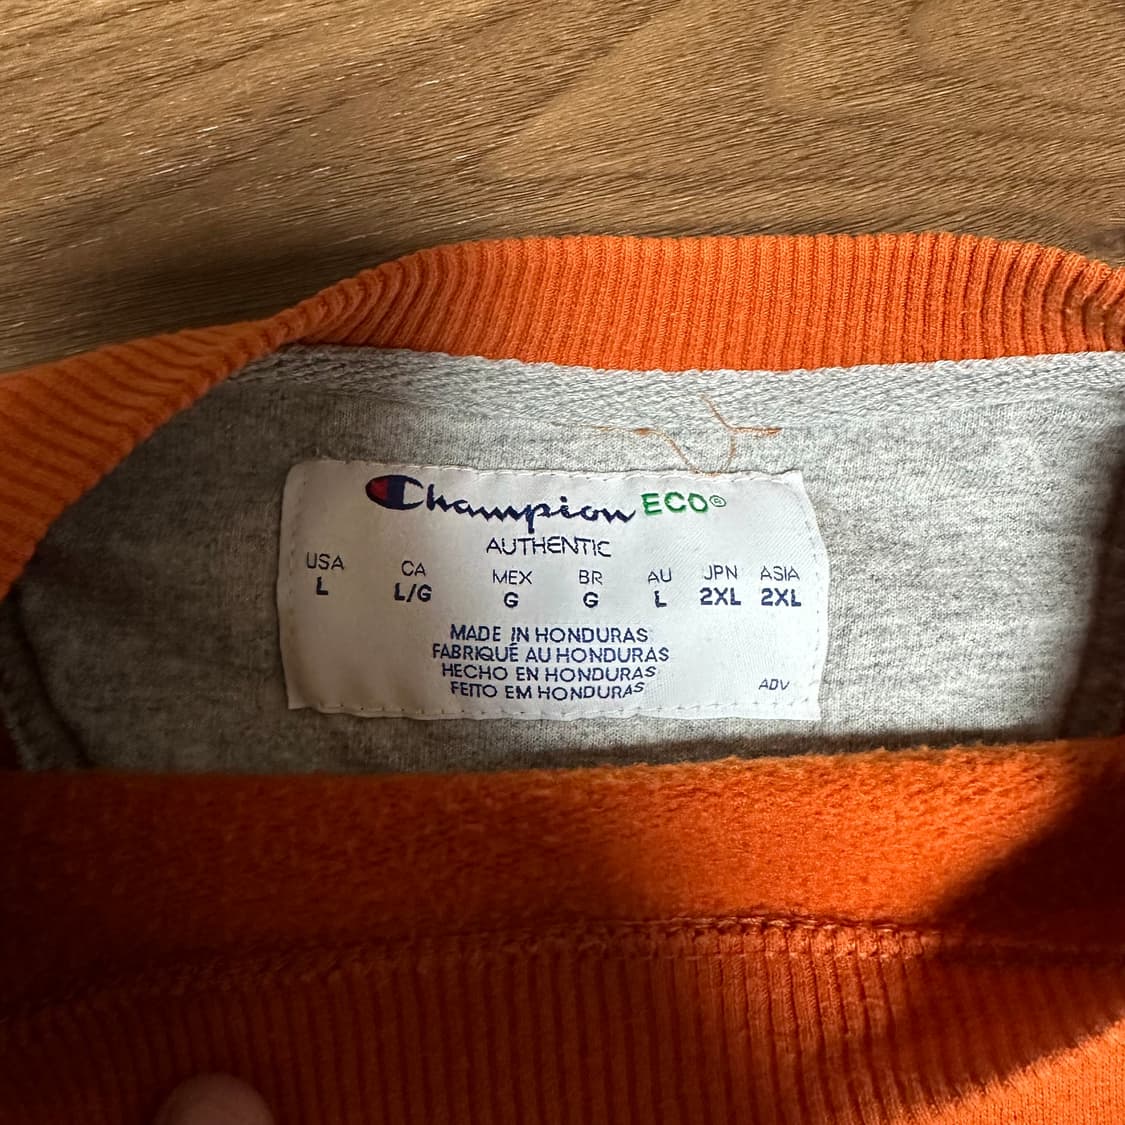 Champion ECO®
AUTHENTIC
USA CA MEX BR AU JPN ASIA
L L/G G G L 2XL 2XL
MADE IN HONDURAS
FABRIQUÉ AU HONDURAS
HECHO EN HONDURAS
FEITO EM HONDURAS
ADV